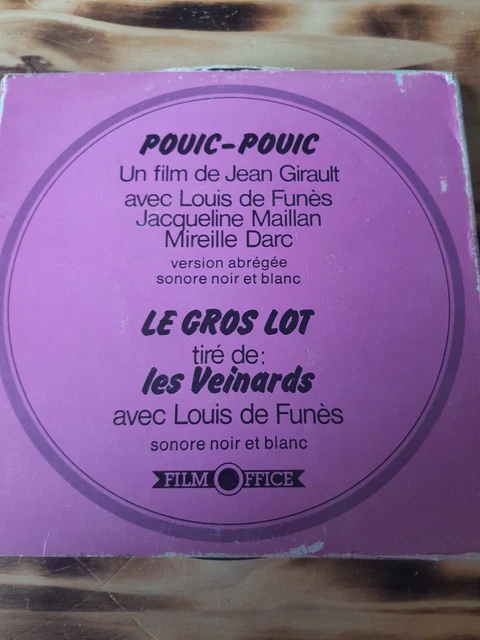 POUIC-POUIC
Un film de Jean Girault
avec Louis de Funès
Jacqueline Maillan
Mireille Darc
version abrégée
sonore noir et blanc
LE GROS LOT
tiré de:
les Veinards
avec Louis de Funès
sonore noir et blanc
FILM OFFICE